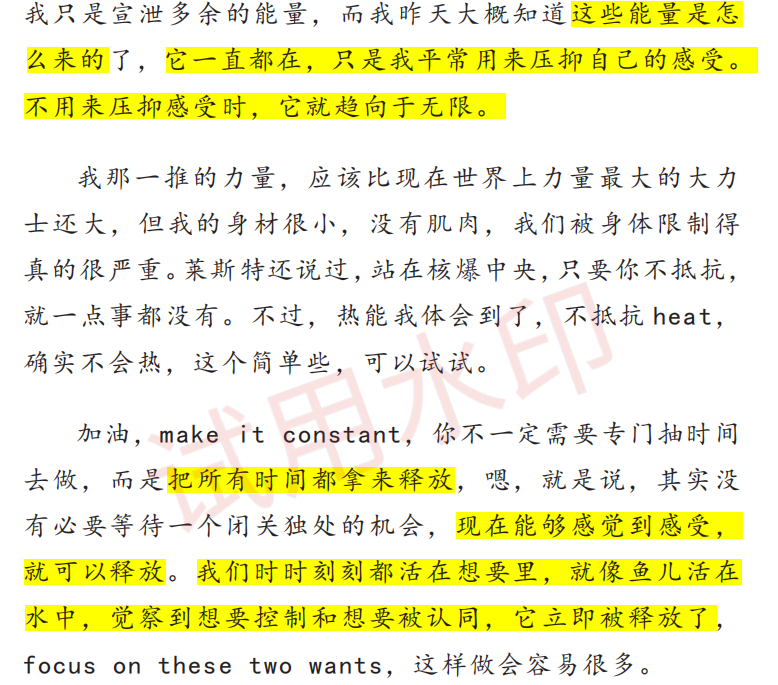 我只是宣泄多余的能量，而我昨天大概知道这些能量是怎
么来的了，它一直都在，只是我平常用来压抑自己的感受。
不用来压抑感受时，它就趋向于无限。
我那一推的力量，应该比现在世界上力量最大的大力
士还大，但我的身材很小，没有肌肉，我们被身体限制得
真的很严重。莱斯特还说过，站在核爆中央，只要你不抵抗，
就一点事都没有。不过，热能我体会到了，不抵抗 heat，
确实不会热，这个简单些，可以试试。
加油，make it constant，你不一定需要专门抽时间
去做，而是把所有时间都拿来释放，嗯，就是说，其实没
有必要等待一个闭关独处的机会，现在能够感觉到感受，
就可以释放。我们时时刻刻都活在想要里，就像鱼儿活在
水中，觉察到想要控制和想要被认同，它立即被释放了，
focus on these two wants，这样做会容易很多。
试用水印